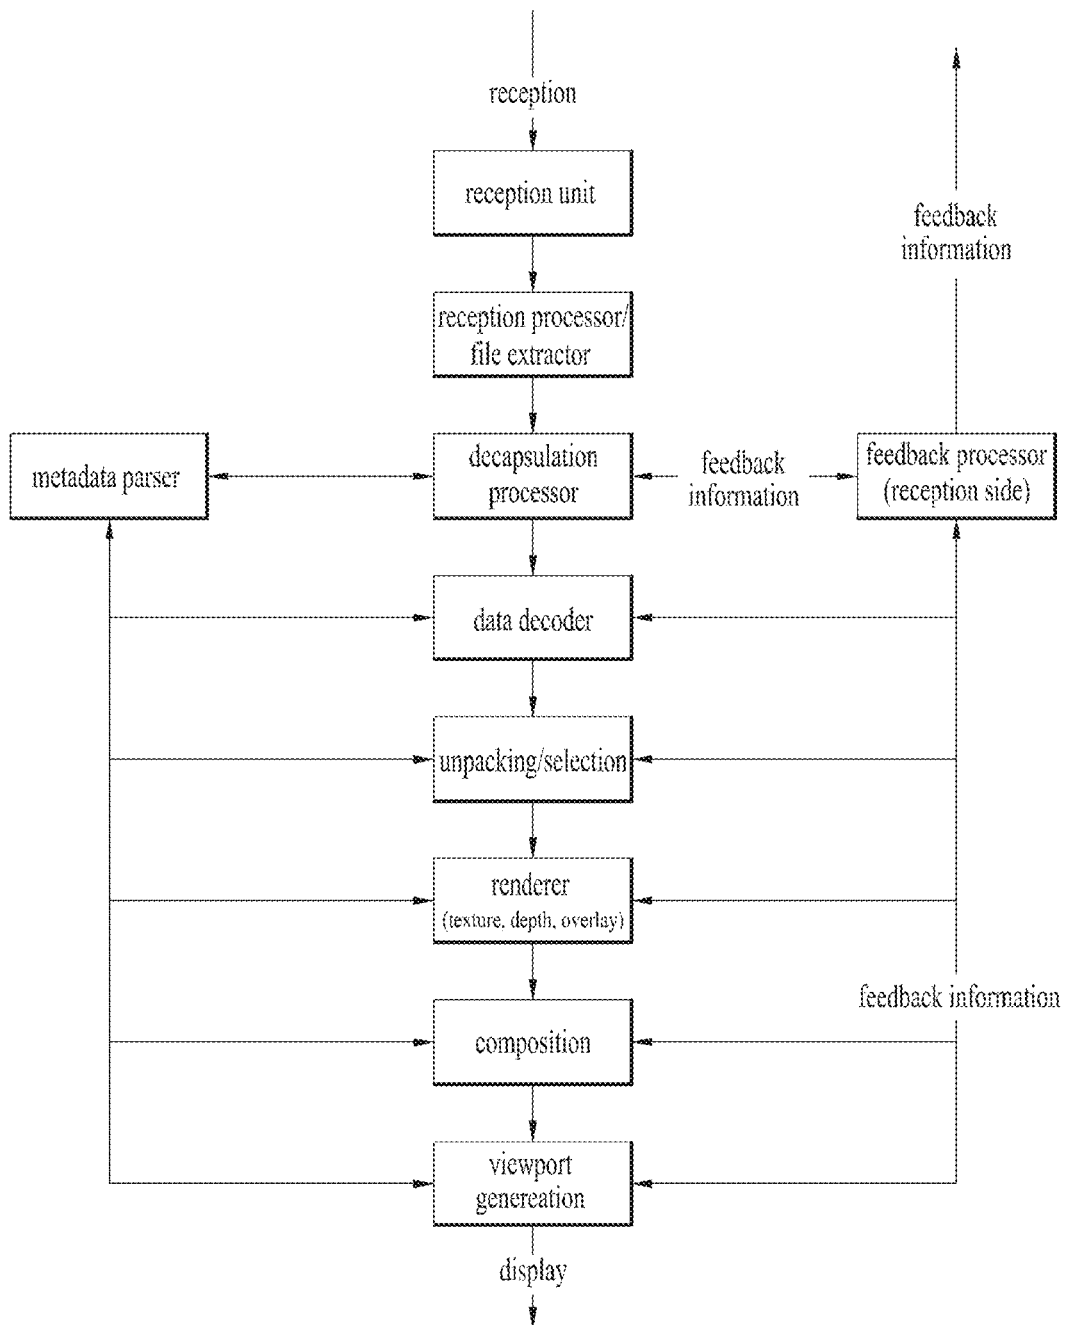 reception
reception unit
feedback
information
reception processor/
file extractor
metadata parser
decapsulation
processor
feedback
information
feedback processor
(reception side)
data decoder
unpacking/selection
renderer
(texture, depth, overlay)
feedback information
composition
viewport
genereation
display